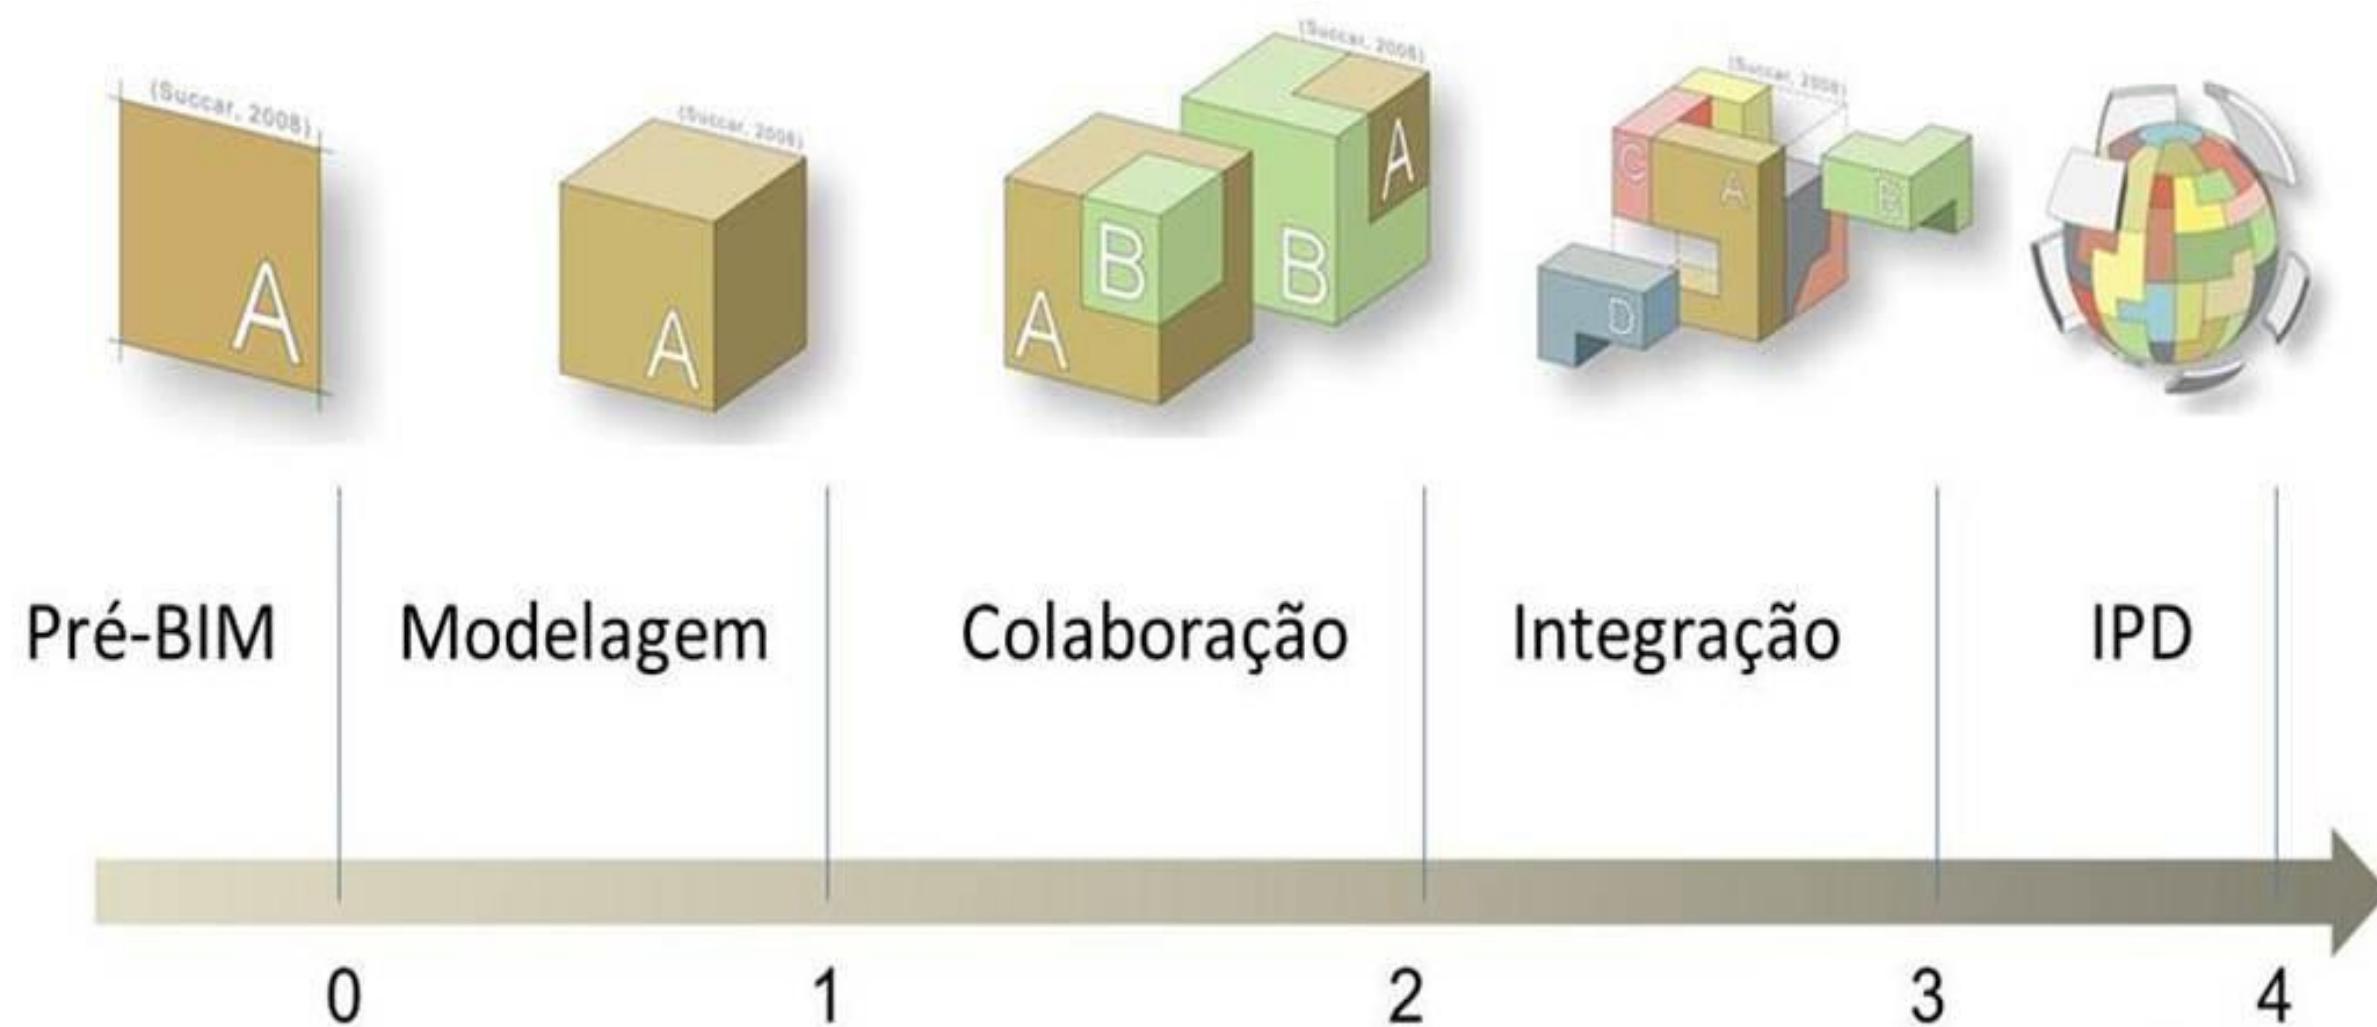 (Succar, 2008)
(Succar, 2008)
(Succar, 2008)
(Succar, 2008)
A
A
A
B
B
A
C
A
B
D
Pré-BIM
Modelagem
Colaboração
Integração
IPD
0
1
2
3
4